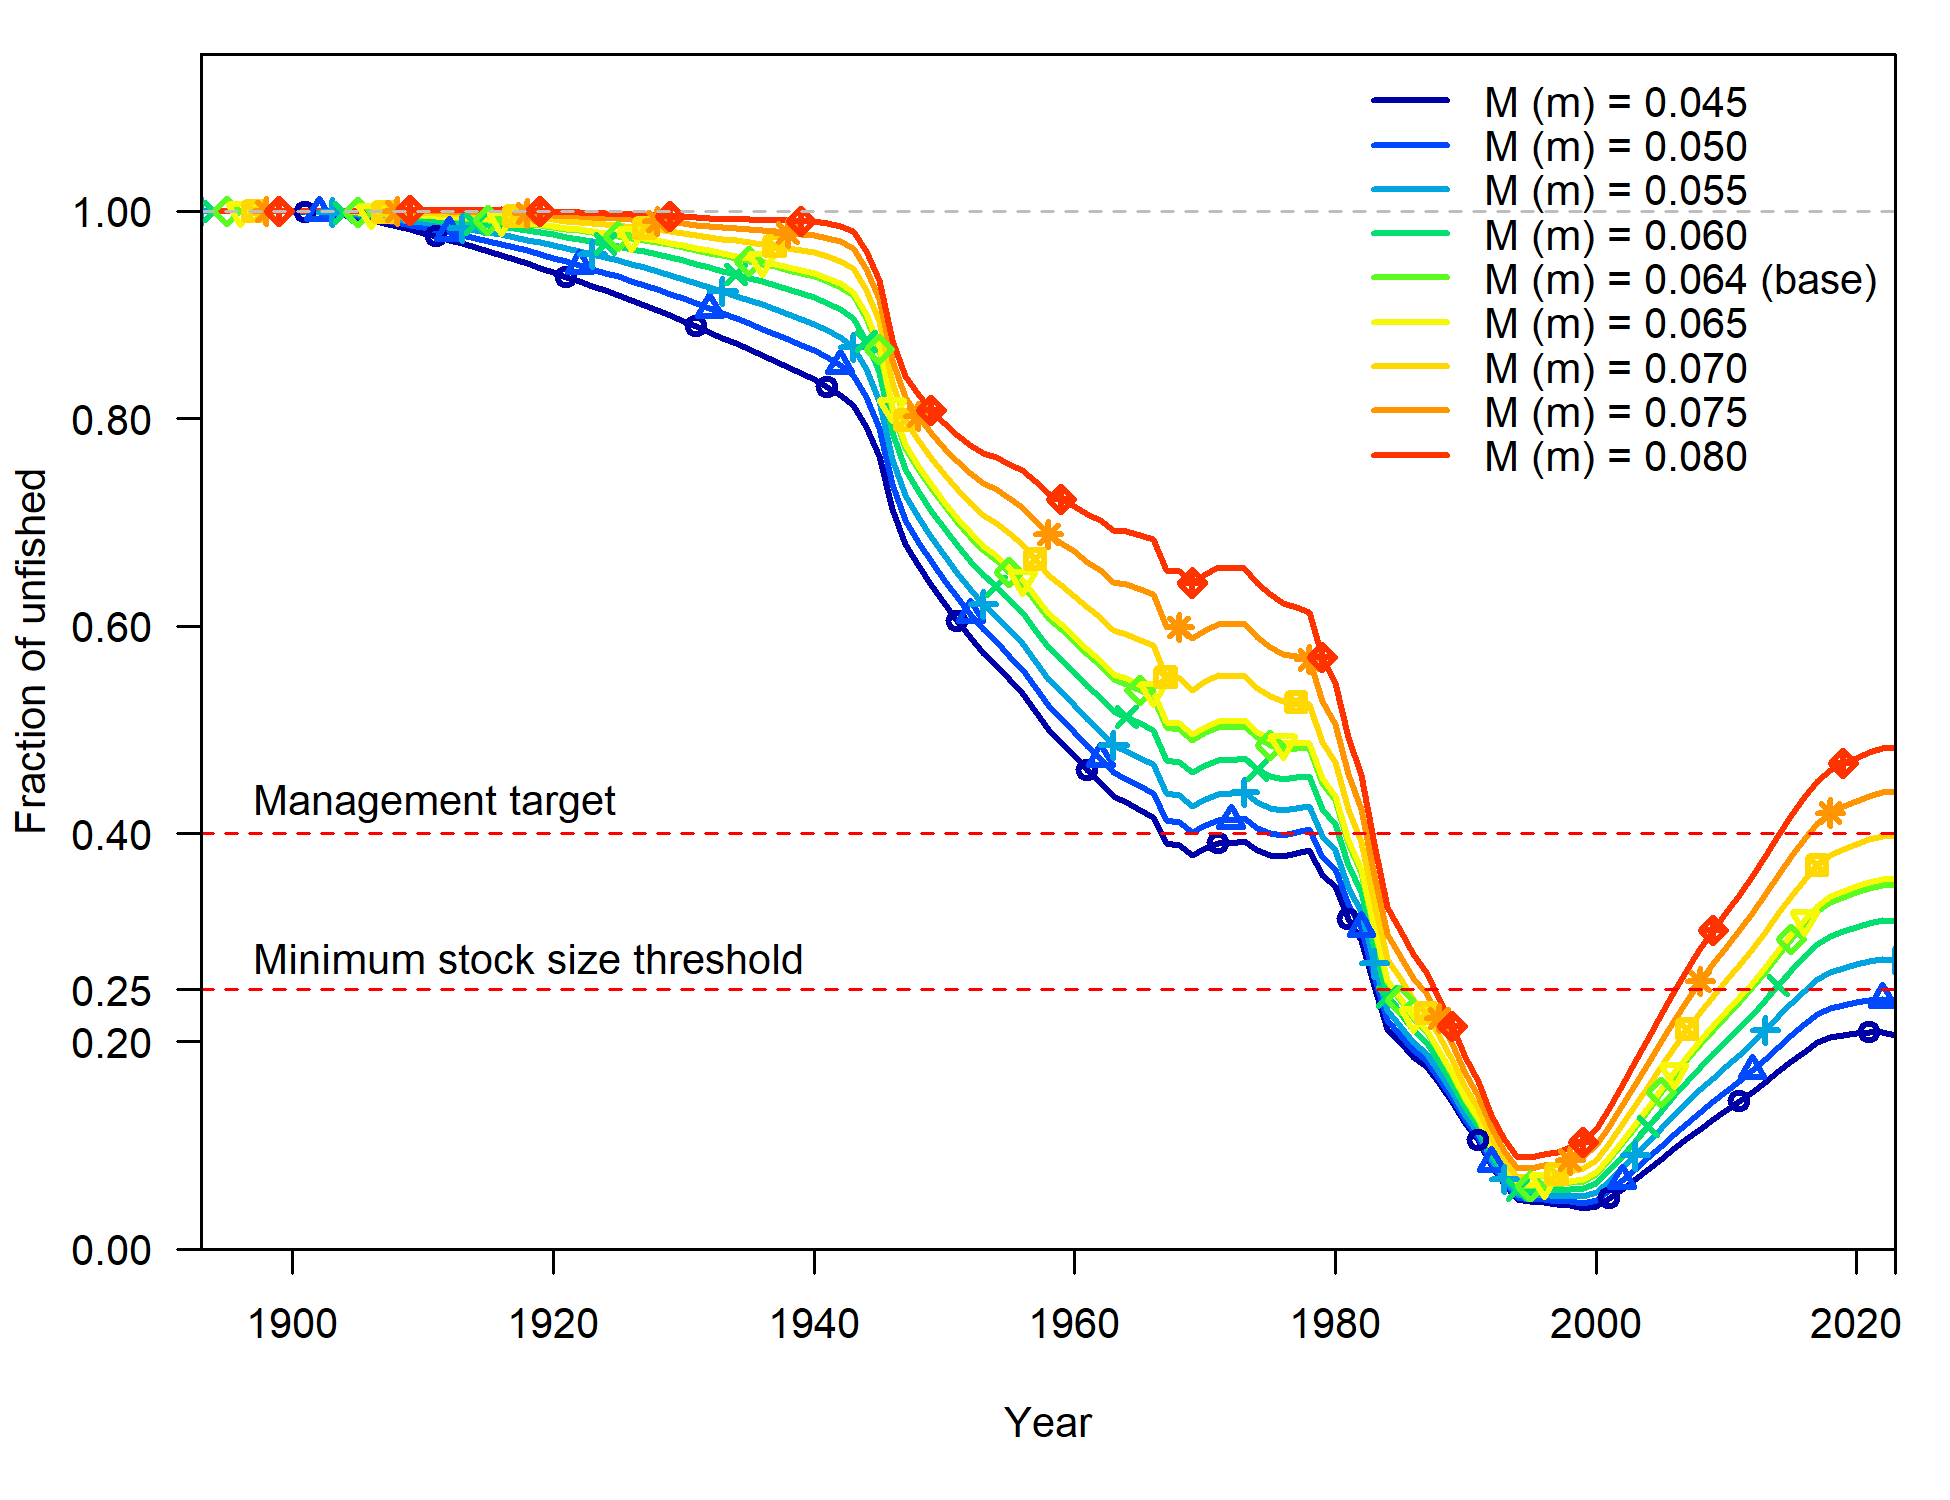 M (m) = 0.045
M (m) = 0.050
M (m) = 0.055
M (m) = 0.060
M (m) = 0.064 (base)
M (m) = 0.065
M (m) = 0.070
M (m) = 0.075
M (m) = 0.080
Fraction of unfished
1.00
0.80
0.60
0.40
0.25
0.20
0.00
Management target
Minimum stock size threshold
1900
1920
1940
1960
1980
2000
2020
Year